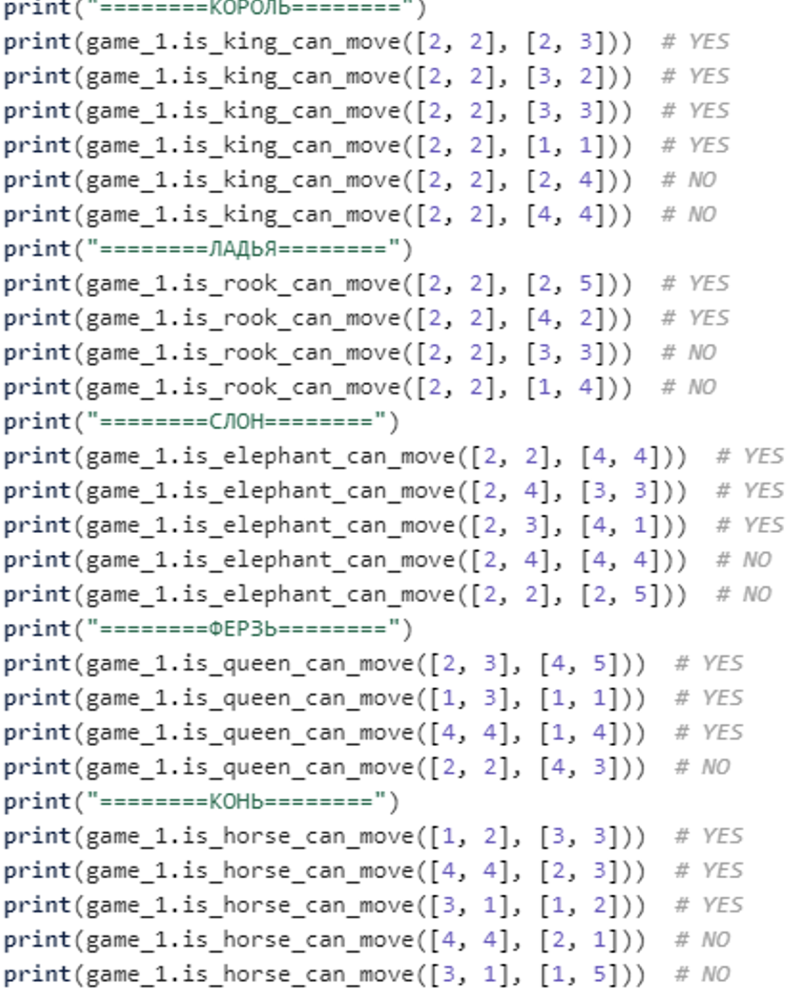 print("========КОРОЛЬ========")
print(game_1.is_king_can_move([2, 2], [2, 3]))  # YES
print(game_1.is_king_can_move([2, 2], [3, 2]))  # YES
print(game_1.is_king_can_move([2, 2], [3, 3]))  # YES
print(game_1.is_king_can_move([2, 2], [1, 1]))  # YES
print(game_1.is_king_can_move([2, 2], [2, 4]))  # NO
print(game_1.is_king_can_move([2, 2], [4, 4]))  # NO
print("========ЛАДЬЯ========")
print(game_1.is_rook_can_move([2, 2], [2, 5]))  # YES
print(game_1.is_rook_can_move([2, 2], [4, 2]))  # YES
print(game_1.is_rook_can_move([2, 2], [3, 3]))  # NO
print(game_1.is_rook_can_move([2, 2], [1, 4]))  # NO
print("========СЛОН========")
print(game_1.is_elephant_can_move([2, 2], [4, 4]))  # YES
print(game_1.is_elephant_can_move([2, 4], [3, 3]))  # YES
print(game_1.is_elephant_can_move([2, 3], [4, 1]))  # YES
print(game_1.is_elephant_can_move([2, 4], [4, 4]))  # NO
print(game_1.is_elephant_can_move([2, 2], [2, 5]))  # NO
print("========ФЕРЗЬ========")
print(game_1.is_queen_can_move([2, 3], [4, 5]))  # YES
print(game_1.is_queen_can_move([1, 3], [1, 1]))  # YES
print(game_1.is_queen_can_move([4, 4], [1, 4]))  # YES
print(game_1.is_queen_can_move([2, 2], [4, 3]))  # NO
print("========КОНЬ========")
print(game_1.is_horse_can_move([1, 2], [3, 3]))  # YES
print(game_1.is_horse_can_move([4, 4], [2, 3]))  # YES
print(game_1.is_horse_can_move([3, 1], [1, 2]))  # YES
print(game_1.is_horse_can_move([4, 4], [2, 1]))  # NO
print(game_1.is_horse_can_move([3, 1], [1, 5]))  # NO